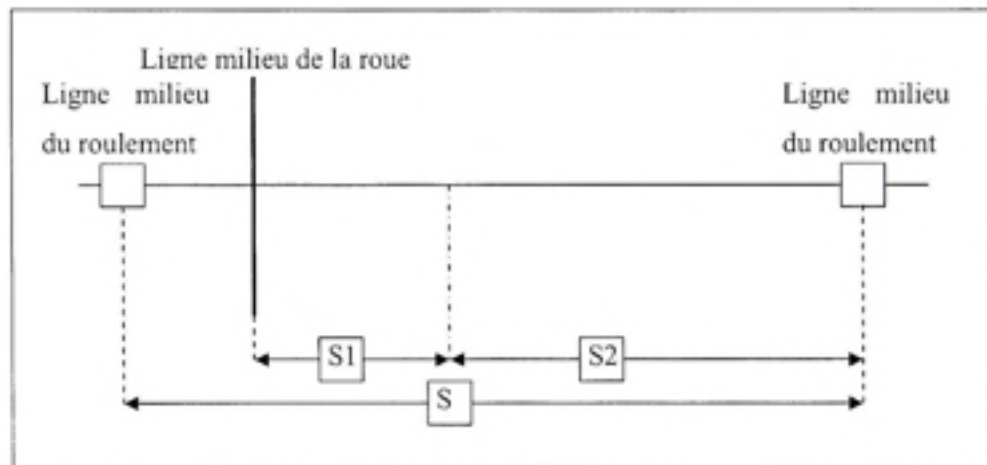 Ligne milieu de la roue
Ligne milieu
du roulement
Ligne milieu
du roulement
S1
S2
S